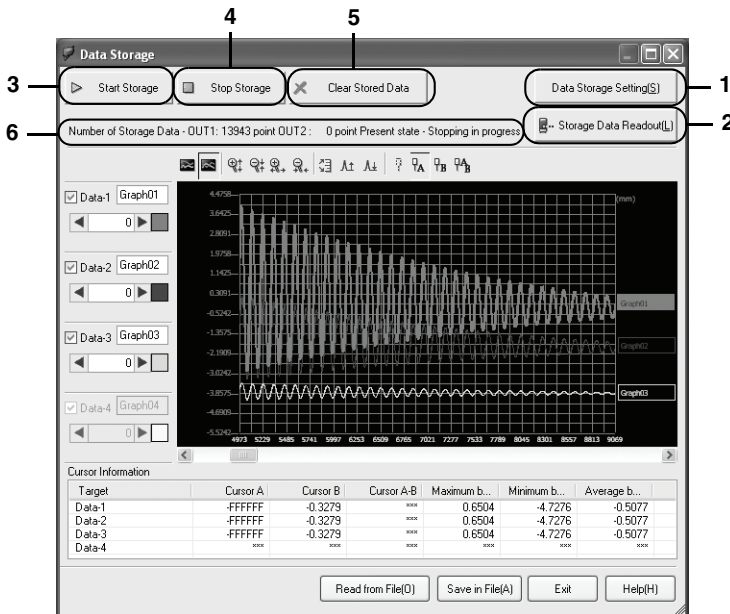 4
5
Data Storage
3
Start Storage
Stop Storage
Clear Stored Data
Data Storage Setting(S)
1
6
Number of Storage Data - OUT1: 13943 point OUT2 : 0 point Present state - Stopping in progress
Storage Data Readout(L)
2
A
B
A B
Data-1 Graph01
0
Data-2 Graph02
0
Data-3 Graph03
0
Data-4 Graph04
0
(mm)
4.4758
3.6425
2.8091
1.9758
1.1425
0.3091
-0.5242
-1.3575
-2.1909
-3.0242
-3.8575
-4.6909
-5.5242
Graph01
Graph02
Graph03
4973 5229 5485 5741 5997 6253 6509 6765 7021 7277 7533 7789 8045 8301 8557 8813 9069
Cursor Information
Target Cursor A Cursor B Cursor A-B Maximum b... Minimum b... Average b...
Data-1 -FFFFFF -0.3279 *** 0.6504 -4.7276 -0.5077
Data-2 -FFFFFF -0.3279 *** 0.6504 -4.7276 -0.5077
Data-3 -FFFFFF -0.3279 *** 0.6504 -4.7276 -0.5077
Data-4 *** *** *** *** *** ***
Read from File(O)
Save in File(A)
Exit
Help(H)